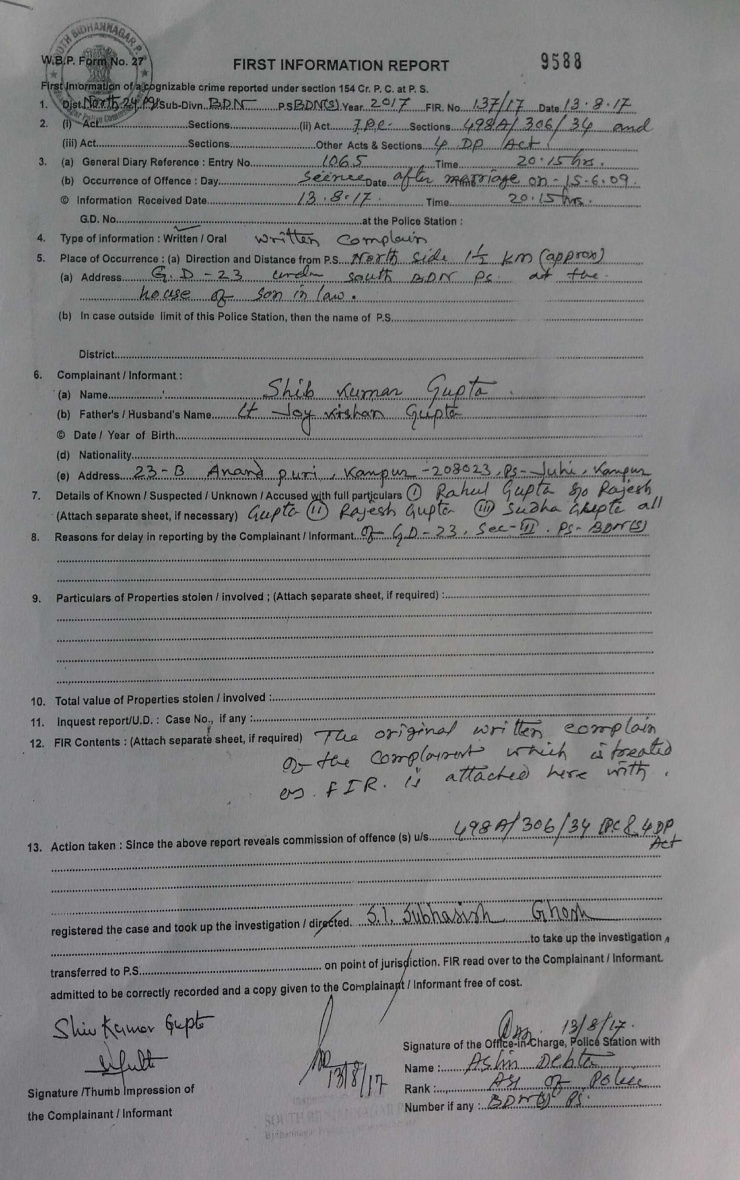 SOUTH BIDHANNAGAR P.S.
W.B.P. Form No. 27
FIRST INFORMATION REPORT 9588
First Information of a cognizable crime reported under section 154 Cr. P. C. at P. S.
1. Dist. North 24 Pgs/Sub-Divn. BDN P.S BDN(S) Year 2017 FIR. No. 137/17 Date 13.8.17
2. (i) Act Sections (ii) Act I.P.C. Sections 498A/306/34 and
(iii) Act Sections Other Acts & Sections 4 DP Act
3. (a) General Diary Reference : Entry No. 1065 Time 20.15 hrs.
(b) Occurrence of Offence : Day Seience Date after marriage on - 15-6.09.
© Information Received Date 13.8.17. Time 20.15 hrs.
G.D. No. at the Police Station :
4. Type of information : Written / Oral written complain
5. Place of Occurrence : (a) Direction and Distance from P.S. North side 1½ km (approx)
(a) Address G.D-23 under South BDN PS. at the
house of son in law.
(b) In case outside limit of this Police Station, then the name of P.S.
District
6. Complainant / Informant :
(a) Name Shib Kumar Gupta.
(b) Father's / Husband's Name Lt Joy Kishan Gupta
© Date / Year of Birth
(d) Nationality
(e) Address 23-B Anand puri, Kanpur-208023, PS-Juhi, Kanpur
7. Details of Known / Suspected / Unknown / Accused with full particulars (i) Rahul Gupta s/o Rajesh
(Attach separate sheet, if necessary) Gupta (ii) Rajesh Gupta (iii) Sudha Gupta all
8. Reasons for delay in reporting by the Complainant / Informant. of GD-23, Sec-III. PS-BDN(S)
9. Particulars of Properties stolen / involved ; (Attach separate sheet, if required) :
10. Total value of Properties stolen / involved :
11. Inquest report/U.D. : Case No., if any :
12. FIR Contents : (Attach separate sheet, if required) The original written complain
of the complainent which is treated
as FIR. is attached here with.
13. Action taken : Since the above report reveals commission of offence (s) u/s. 498A/306/34 IPC & 4 DP
Act
registered the case and took up the investigation / directed. S.I. Subhasish Ghosh
to take up the investigation,
transferred to P.S. on point of jurisdiction. FIR read over to the Complainant / Informant.
admitted to be correctly recorded and a copy given to the Complainant / Informant free of cost.
Shiv Kumar Gupta
13/8/17
13/8/17.
Signature of the Office-in-Charge, Police Station with
Name : Asim Debta
Signature /Thumb Impression of
Rank : ASI of Police
the Complainant / Informant
Number if any : BDN(S) PS.